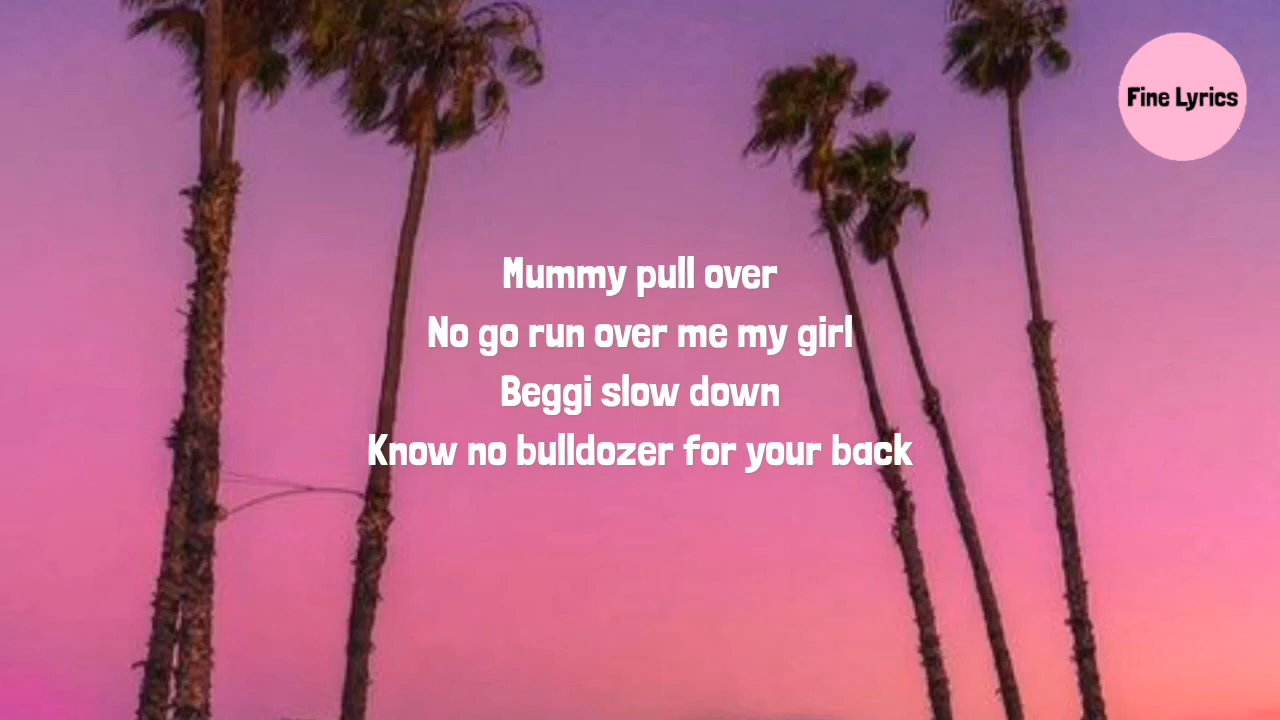 Fine Lyrics
Mummy pull over
No go run over me my girl
Beggi slow down
Know no bulldozer for your back